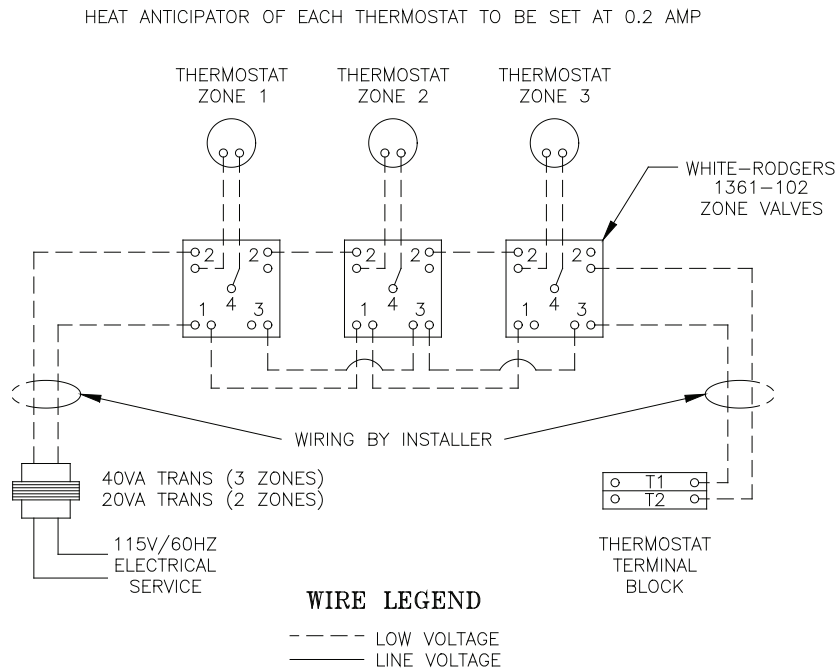 HEAT ANTICIPATOR OF EACH THERMOSTAT TO BE SET AT 0.2 AMP
THERMOSTAT
ZONE 1
THERMOSTAT
ZONE 2
THERMOSTAT
ZONE 3
WHITE-RODGERS
1361-102
ZONE VALVES
2 2
4
1 3
2 2
4
1 3
2 2
4
1 3
WIRING BY INSTALLER
40VA TRANS (3 ZONES)
20VA TRANS (2 ZONES)
T1
T2
115V/60HZ
ELECTRICAL
SERVICE
THERMOSTAT
TERMINAL
BLOCK
WIRE LEGEND
LOW VOLTAGE
LINE VOLTAGE